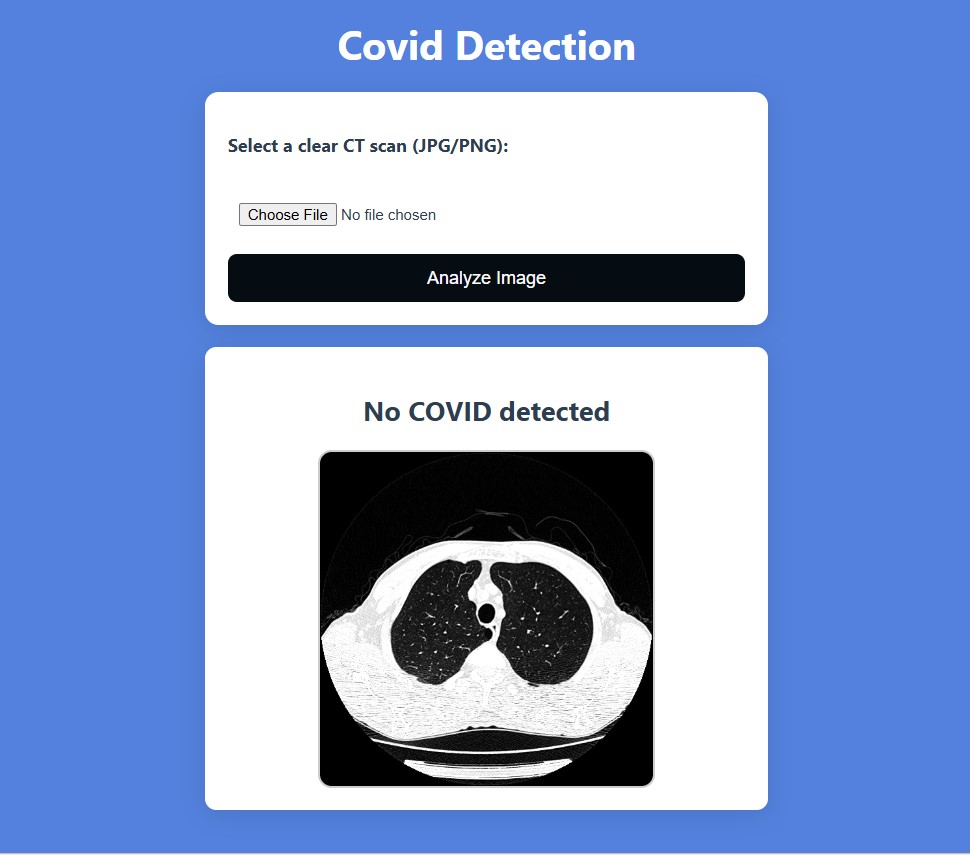 Covid Detection
Select a clear CT scan (JPG/PNG):
Choose File No file chosen
Analyze Image
No COVID detected